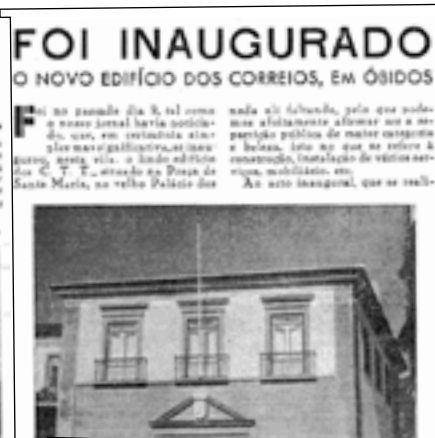 FOI INAUGURADO
O NOVO EDIFÍCIO DOS CORREIOS, EM ÓBIDOS
Foi no passado dia 8, tal como
o nosso jornal havia noticia-
do, que, em cerimónia sim-
ples mas significativa, se inau-
gurou, nesta vila, o lindo edifício
dos C. T. T., situado na Praça de
Santa Maria, no velho Palácio dos
nada ali faltando, pelo que pode-
mos afoitamente afirmar ser a re-
partição pública de maior categoria
e beleza, isto no que se refere à
construção, instalação de vários ser-
viços, mobiliário, etc.
Ao acto inaugural, que se reali-